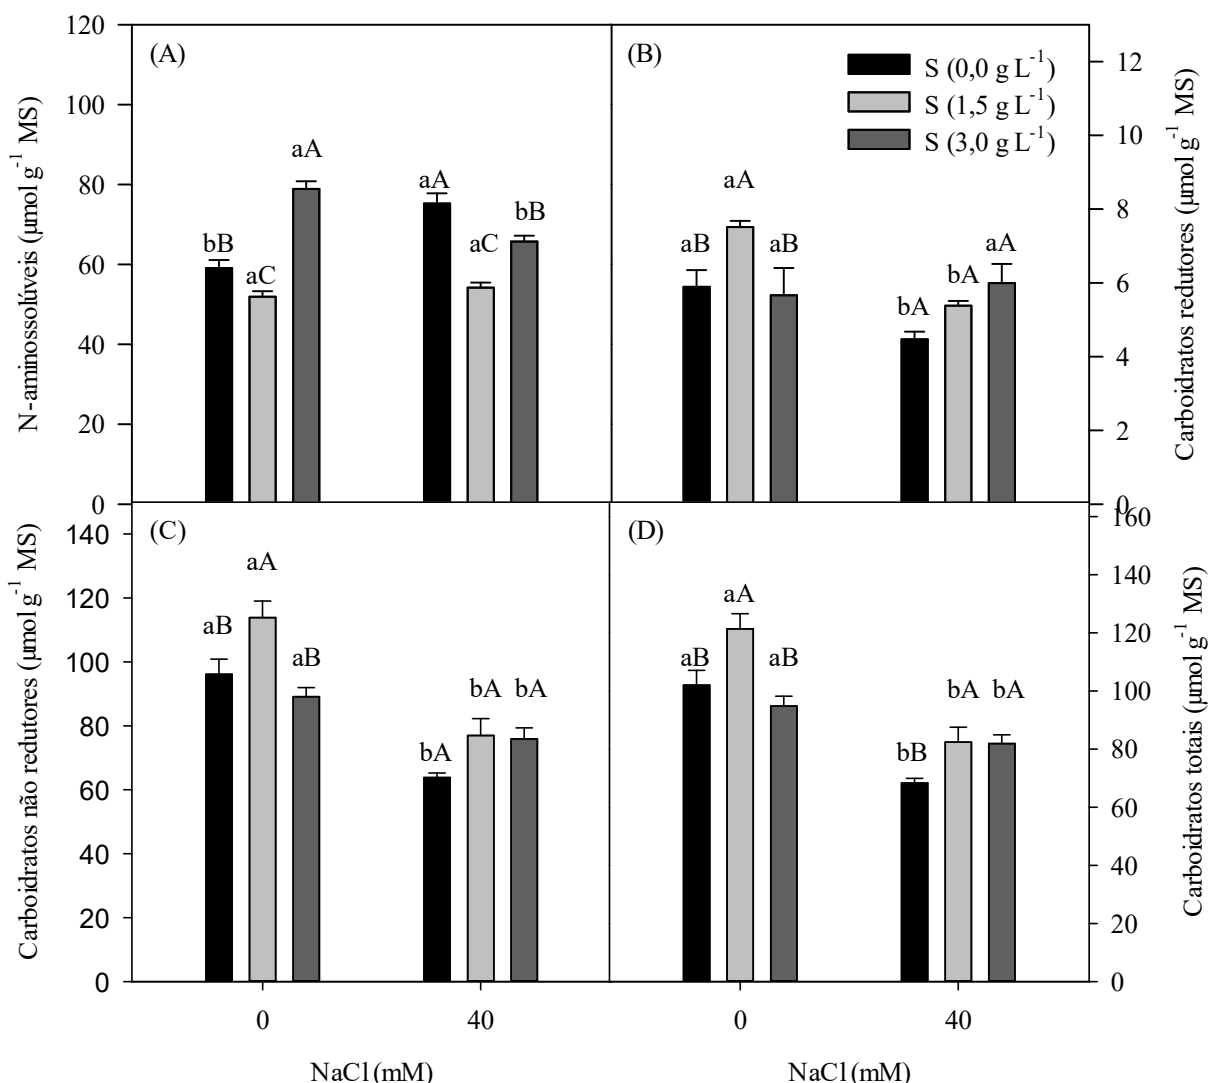 (A)
N-aminossolúveis (µmol g⁻¹ MS)
120
100
80
60
40
20
0
bB
aC
aA
aA
aC
bB
(B)
S (0,0 g L⁻¹)
S (1,5 g L⁻¹)
S (3,0 g L⁻¹)
Carboidratos redutores (µmol g⁻¹ MS)
12
10
8
6
4
2
0
aB
aA
aB
bA
bA
aA
(C)
Carboidratos não redutores (µmol g⁻¹ MS)
140
120
100
80
60
40
20
0
aB
aA
aB
bA
bA
bA
0
40
NaCl (mM)
(D)
Carboidratos totais (µmol g⁻¹ MS)
160
140
120
100
80
60
40
20
0
aB
aA
aB
bB
bA
bA
0
40
NaCl (mM)